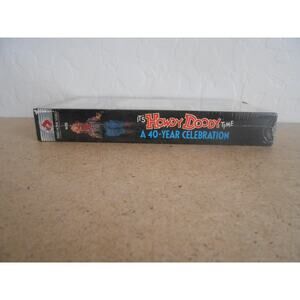 IT'S HOWDY DOODY TIME
A 40-YEAR CELEBRATION